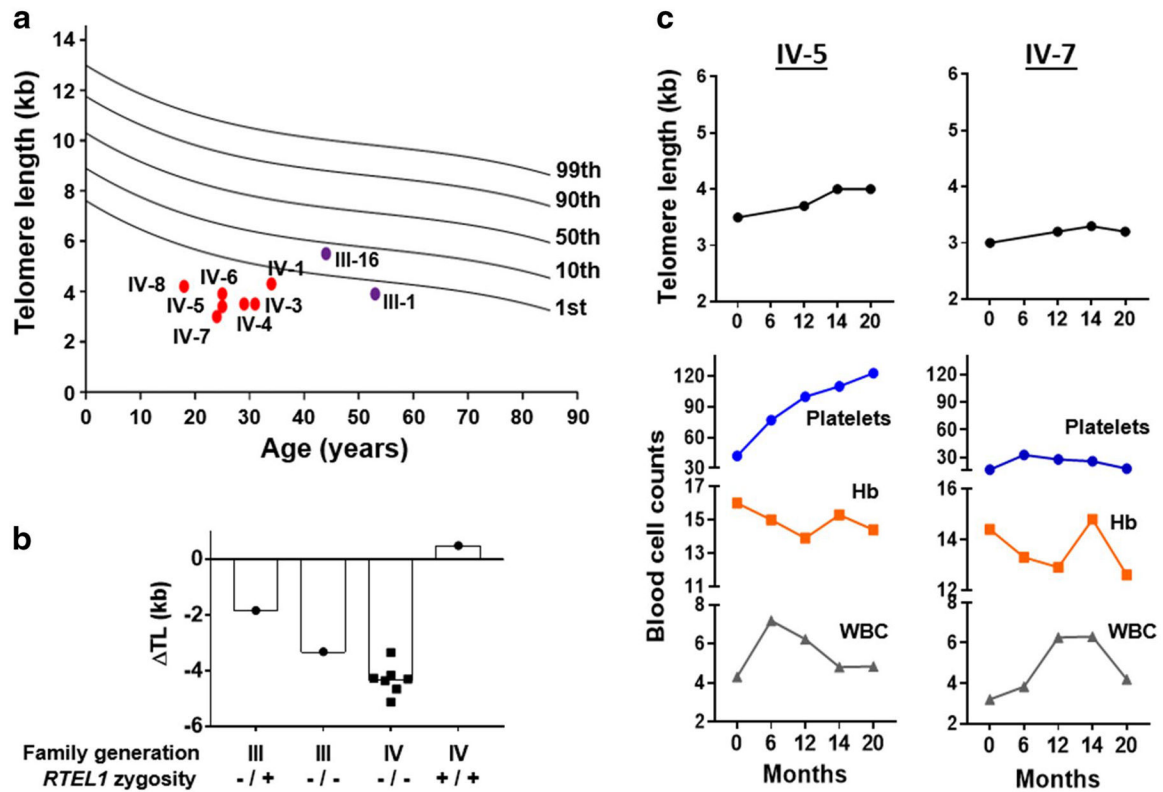 a
Telomere length (kb)
14
12
10
8
6
4
2
0
99th
90th
50th
10th
1st
IV-8
IV-6
IV-1
III-16
IV-5
IV-3
III-1
IV-4
IV-7
0 10 20 30 40 50 60 70 80 90
Age (years)
b
ΔTL (kb)
0
-2
-4
-6
Family generation III III IV IV
RTEL1 zygosity - / + - / - - / - + / +
c
IV-5
Telomere length (kb)
6
5
4
3
2
0 6 12 14 20
IV-7
6
5
4
3
2
0 6 12 14 20
Blood cell counts
120
90
60
30
Platelets
17
15
13
Hb
11
8
6
4
2
WBC
0 6 12 14 20
Months
120
90
60
30
Platelets
16
14
12
Hb
8
6
4
2
WBC
0 6 12 14 20
Months